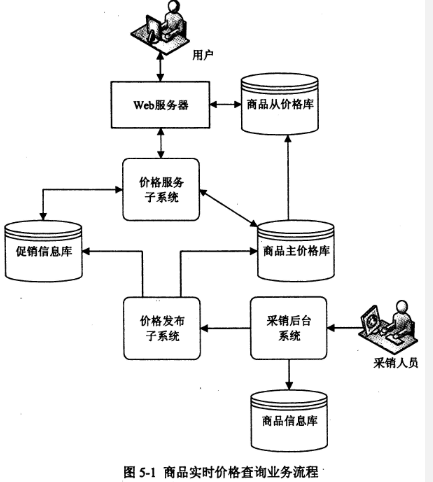 用户
Web服务器
商品从价格库
价格服务
子系统
促销信息库
商品主价格库
价格发布
子系统
采销后台
系统
采销人员
商品信息库
图 5-1 商品实时价格查询业务流程